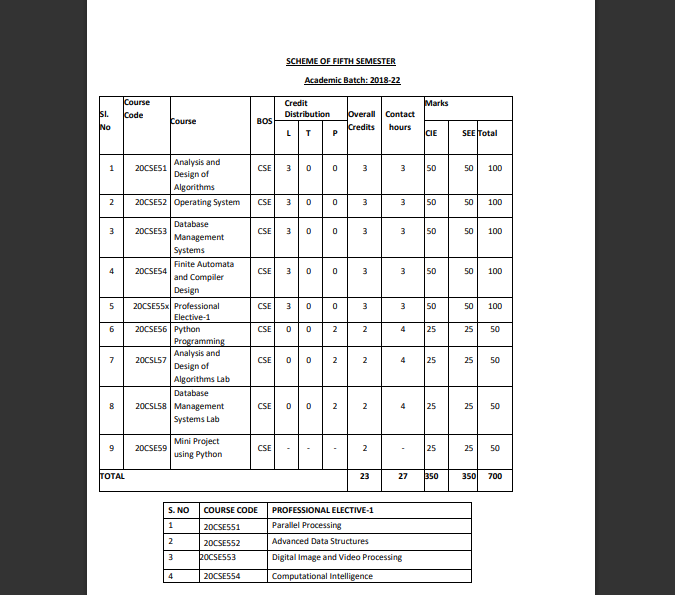 SCHEME OF FIFTH SEMESTER
Academic Batch: 2018-22
Sl. No Course Code Course BOS Credit Distribution Overall Credits Contact hours Marks
L T P CIE SEE Total
1 20CSE51 Analysis and Design of Algorithms CSE 3 0 0 3 3 50 50 100
2 20CSE52 Operating System CSE 3 0 0 3 3 50 50 100
3 20CSE53 Database Management Systems CSE 3 0 0 3 3 50 50 100
4 20CSE54 Finite Automata and Compiler Design CSE 3 0 0 3 3 50 50 100
5 20CSE55x Professional Elective-1 CSE 3 0 0 3 3 50 50 100
6 20CSE56 Python Programming CSE 0 0 2 2 4 25 25 50
7 20CSL57 Analysis and Design of Algorithms Lab CSE 0 0 2 2 4 25 25 50
8 20CSL58 Database Management Systems Lab CSE 0 0 2 2 4 25 25 50
9 20CSE59 Mini Project using Python CSE - - - 2 - 25 25 50
TOTAL 23 27 350 350 700
S. NO COURSE CODE PROFESSIONAL ELECTIVE-1
1 20CSE551 Parallel Processing
2 20CSE552 Advanced Data Structures
3 20CSE553 Digital Image and Video Processing
4 20CSE554 Computational Intelligence